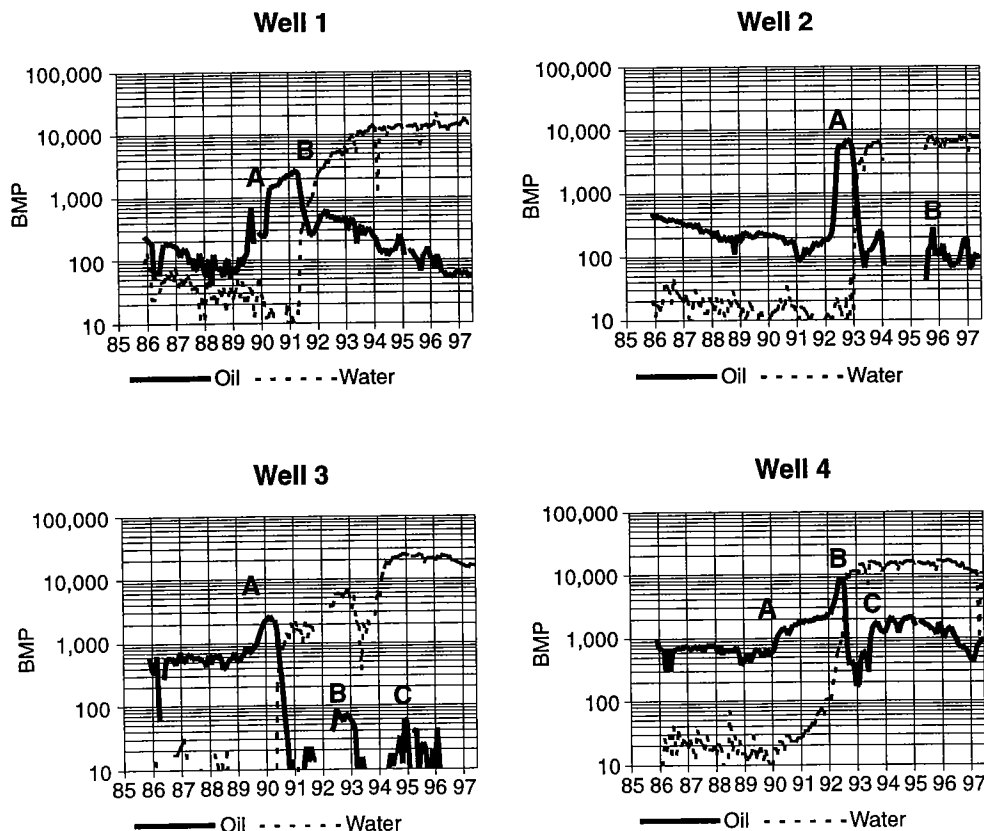 Well 1
100,000
10,000
1,000
100
10
BMP
A
B
85 86 87 88 89 90 91 92 93 94 95 96 97
Oil Water
Well 2
100,000
10,000
1,000
100
10
BMP
A
B
85 86 87 88 89 90 91 92 93 94 95 96 97
Oil Water
Well 3
100,000
10,000
1,000
100
10
BMP
A
B
C
85 86 87 88 89 90 91 92 93 94 95 96 97
Oil Water
Well 4
100,000
10,000
1,000
100
10
BMP
A
B
C
85 86 87 88 89 90 91 92 93 94 95 96 97
Oil Water